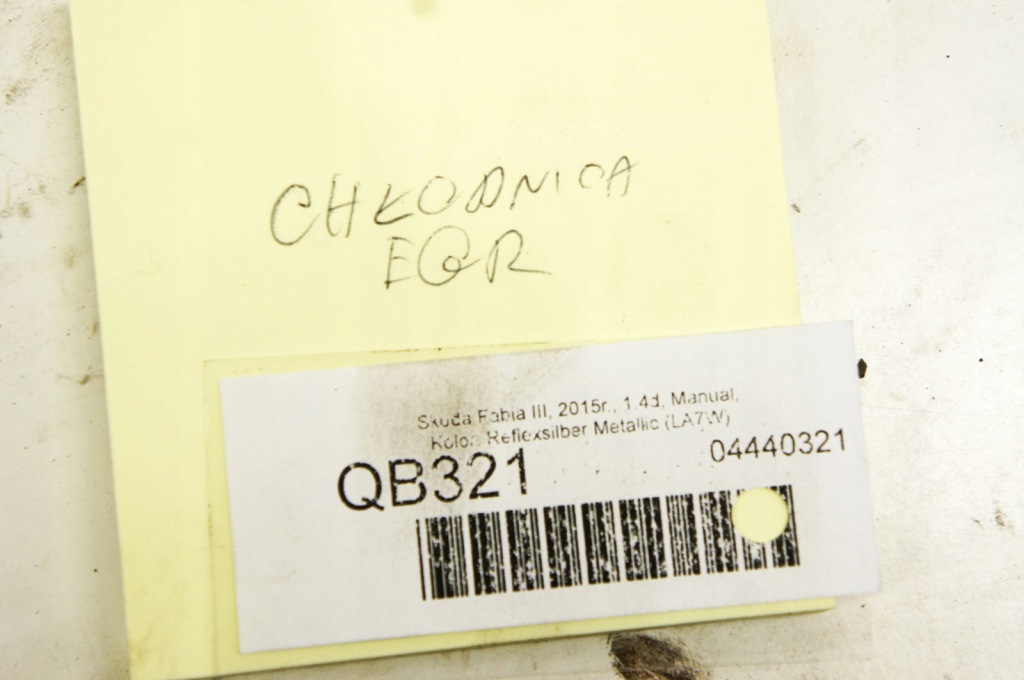 CHŁODNICA
EGR
Skoda Fabia III, 2015r., 1.4d, Manual,
Kolor: Reflexsilber Metallic (LA7W)
04440321
QB321